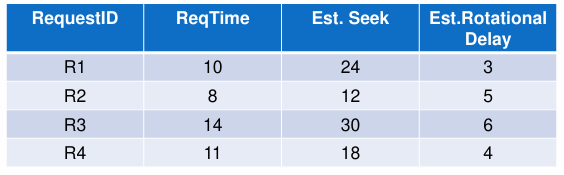 RequestID ReqTime Est. Seek Est.Rotational
Delay
R1 10 24 3
R2 8 12 5
R3 14 30 6
R4 11 18 4